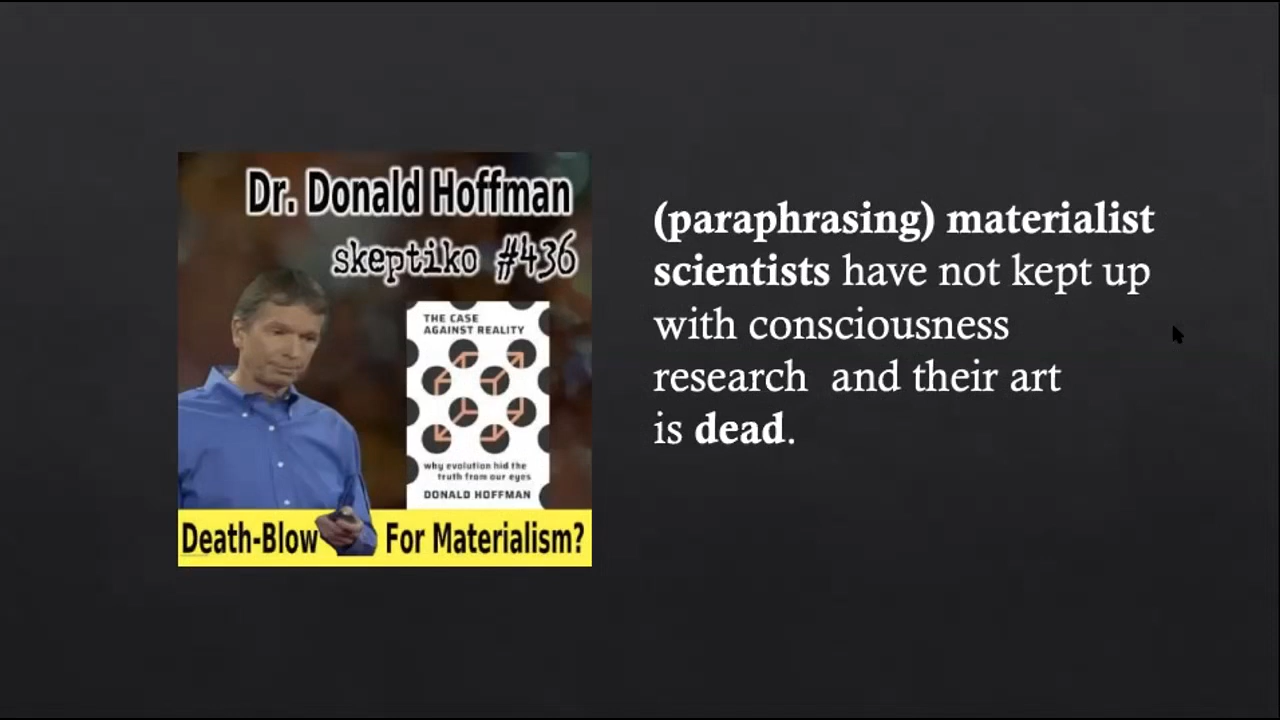 Dr. Donald Hoffman
skeptiko #436
THE CASE
AGAINST REALITY
why evolution hid the
truth from our eyes
DONALD HOFFMAN
Death-Blow For Materialism?
(paraphrasing) materialist
scientists have not kept up
with consciousness
research and their art
is dead.